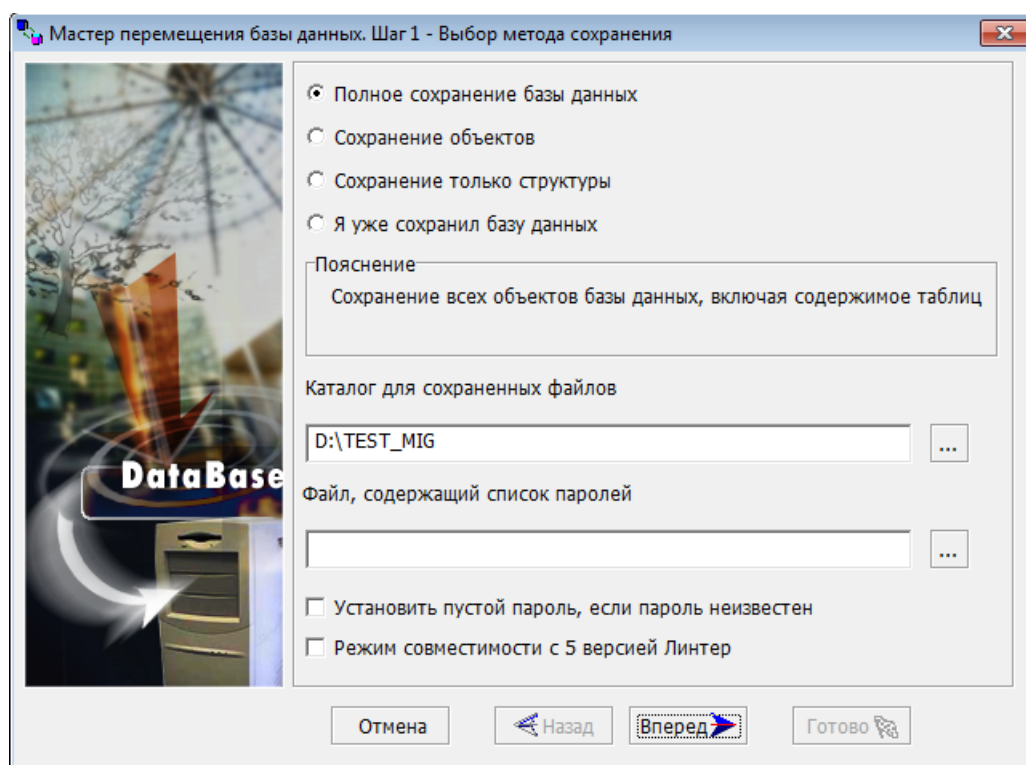 Мастер перемещения базы данных. Шаг 1 - Выбор метода сохранения
Полное сохранение базы данных
Сохранение объектов
Сохранение только структуры
Я уже сохранил базу данных
Пояснение
Сохранение всех объектов базы данных, включая содержимое таблиц
Каталог для сохраненных файлов
D:\TEST_MIG
...
DataBase
Файл, содержащий список паролей
...
Установить пустой пароль, если пароль неизвестен
Режим совместимости с 5 версией Линтер
Отмена
Назад
Вперед
Готово